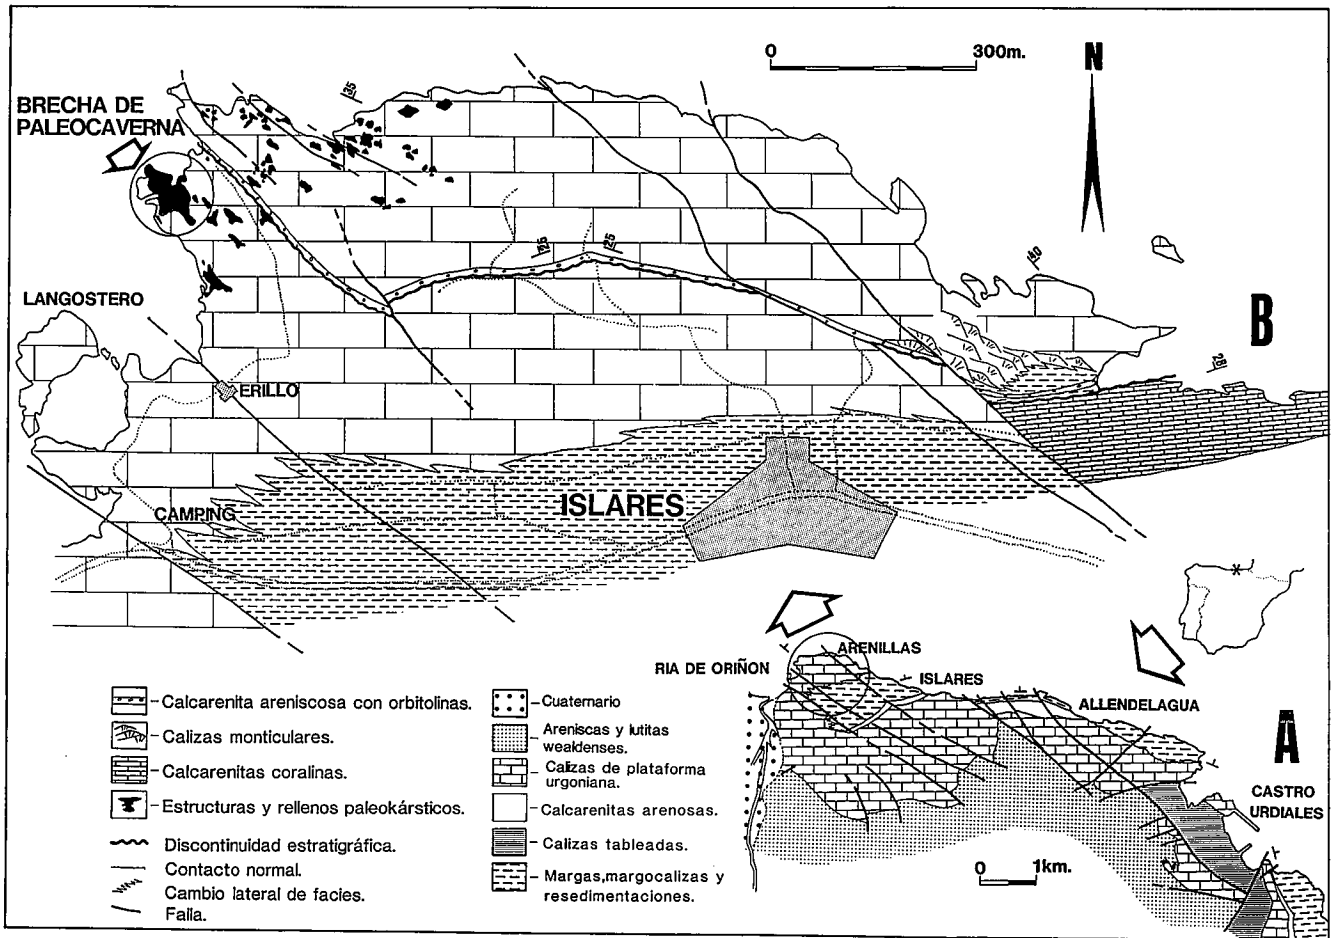 0 300m.
N
BRECHA DE
PALEOCAVERNA
35
25
25
40
28
LANGOSTERO
B
ERILLO
ISLARES
CAMPING
ARENILLAS
RIA DE ORIÑON
ISLARES
ALLENDELAGUA
A
CASTRO
URDIALES
0 1km.
Calcarenita areniscosa con orbitolinas.
Calizas monticulares.
Calcarenitas coralinas.
Estructuras y rellenos paleokársticos.
Discontinuidad estratigráfica.
Contacto normal.
Cambio lateral de facies.
Falla.
Cuaternario
Areniscas y lutitas
wealdenses.
Calizas de plataforma
urgoniana.
Calcarenitas arenosas.
Calizas tableadas.
Margas,margocalizas y
resedimentaciones.